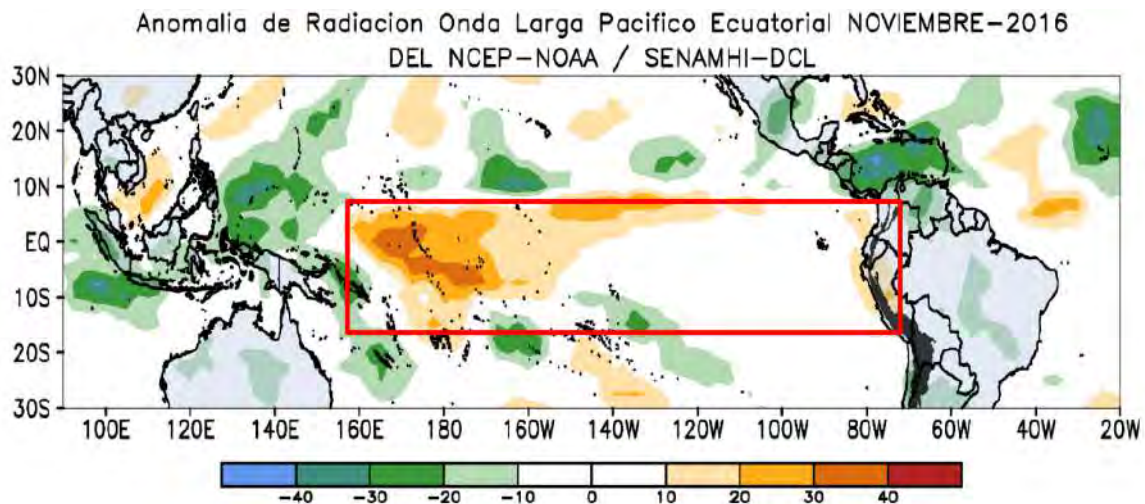 Anomalia de Radiacion Onda Larga Pacifico Ecuatorial NOVIEMBRE-2016
DEL NCEP-NOAA / SENAMHI-DCL
30N
20N
10N
EQ
10S
20S
30S
100E 120E 140E 160E 180 160W 140W 120W 100W 80W 60W 40W 20W
-40 -30 -20 -10 0 10 20 30 40